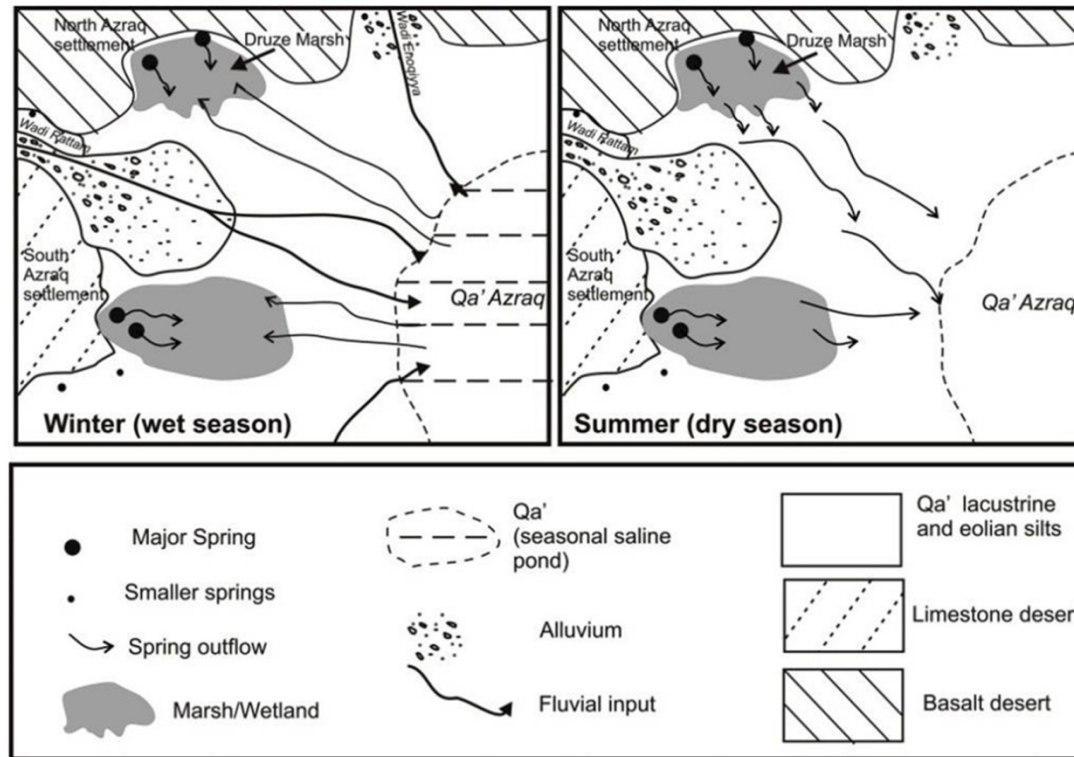 North Azraq
settlement
Druze Marsh
Wadi Enoqiyya
Wadi Rattam
South
Azraq
settlement
Qa' Azraq
Winter (wet season)
North Azraq
settlement
Druze Marsh
Wadi Rattam
South
Azraq
settlement
Qa' Azraq
Summer (dry season)
Major Spring
Smaller springs
Spring outflow
Marsh/Wetland
Qa'
(seasonal saline
pond)
Alluvium
Fluvial input
Qa' lacustrine
and eolian silts
Limestone deser
Basalt desert